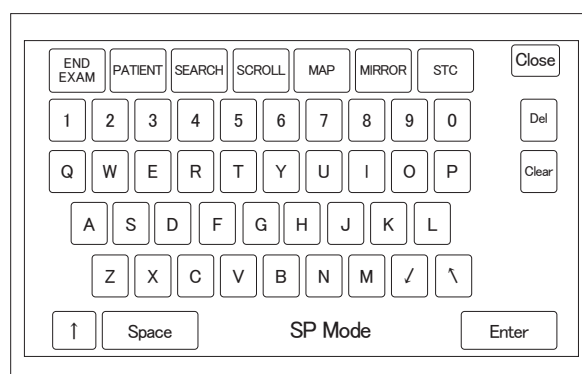 END EXAM PATIENT SEARCH SCROLL MAP MIRROR STC Close
1 2 3 4 5 6 7 8 9 0 Del
Q W E R T Y U I O P Clear
A S D F G H J K L
Z X C V B N M ↙ ↖
↑ Space SP Mode Enter